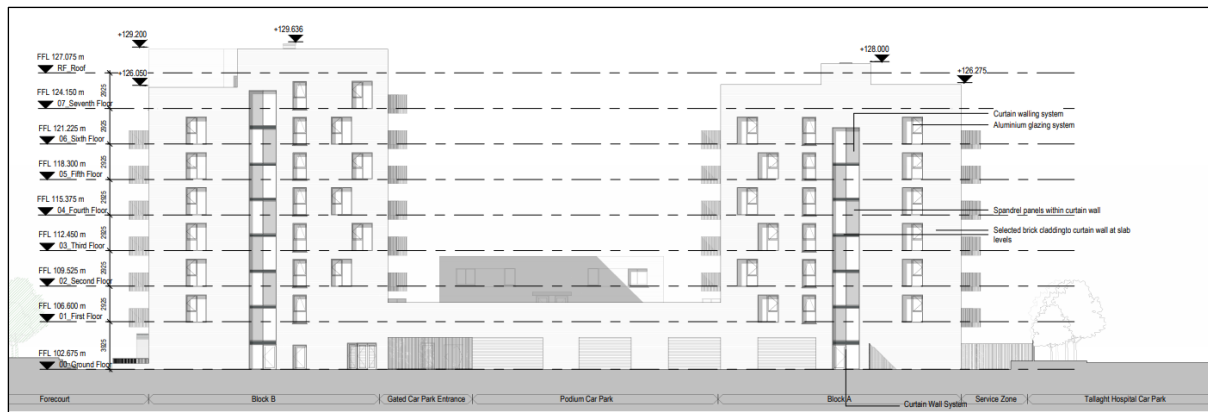 +129.200
+129.636
+128.000
FFL 127.075 m
RF_Roof
+126.050
+126.275
FFL 124.150 m
07_Seventh Floor
2925
Curtain walling system
Aluminium glazing system
FFL 121.225 m
06_Sixth Floor
2925
FFL 118.300 m
05_Fifth Floor
2925
FFL 115.375 m
04_Fourth Floor
2925
Spandrel panels within curtain wall
FFL 112.450 m
03_Third Floor
2925
Selected brick claddingto curtain wall at slab
levels
FFL 109.525 m
02_Second Floor
2925
FFL 106.600 m
01_First Floor
2925
FFL 102.675 m
00_Ground Floor
3925
Forecourt
Block B
Gated Car Park Entrance
Podium Car Park
Block A
Service Zone
Tallaght Hospital Car Park
Curtain Wall System